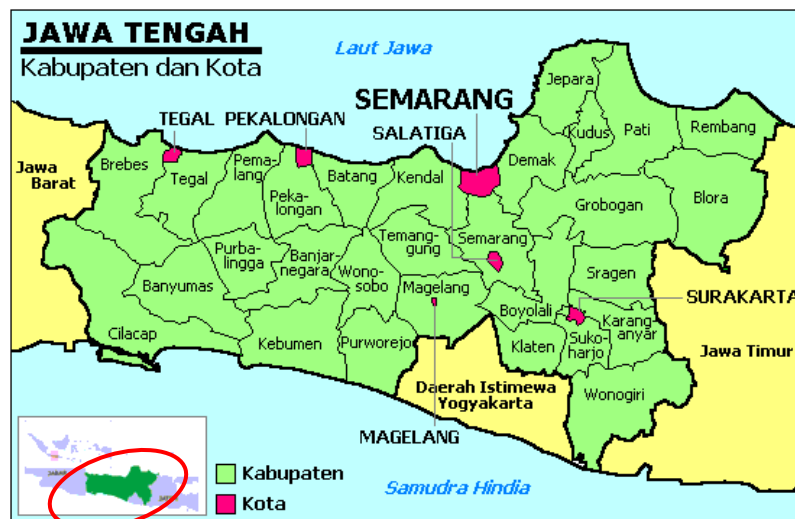 JAWA TENGAH
Kabupaten dan Kota
Laut Jawa
SEMARANG
TEGAL
PEKALONGAN
SALATIGA
Jepara
Kudus
Pati
Rembang
Demak
Jawa
Barat
Brebes
Tegal
Pema-
lang
Peka-
longan
Batang
Kendal
Grobogan
Blora
Temang-
gung
Semarang
Purba-
lingga
Banjar-
negara
Wono-
sobo
Banyumas
Magelang
Sragen
SURAKARTA
Boyolali
Karang-
anyar
Cilacap
Kebumen
Purworejo
Klaten
Suko-
harjo
Jawa Timur
Daerah Istimewa
Yogyakarta
Wonogiri
MAGELANG
Kabupaten
Kota
Samudra Hindia